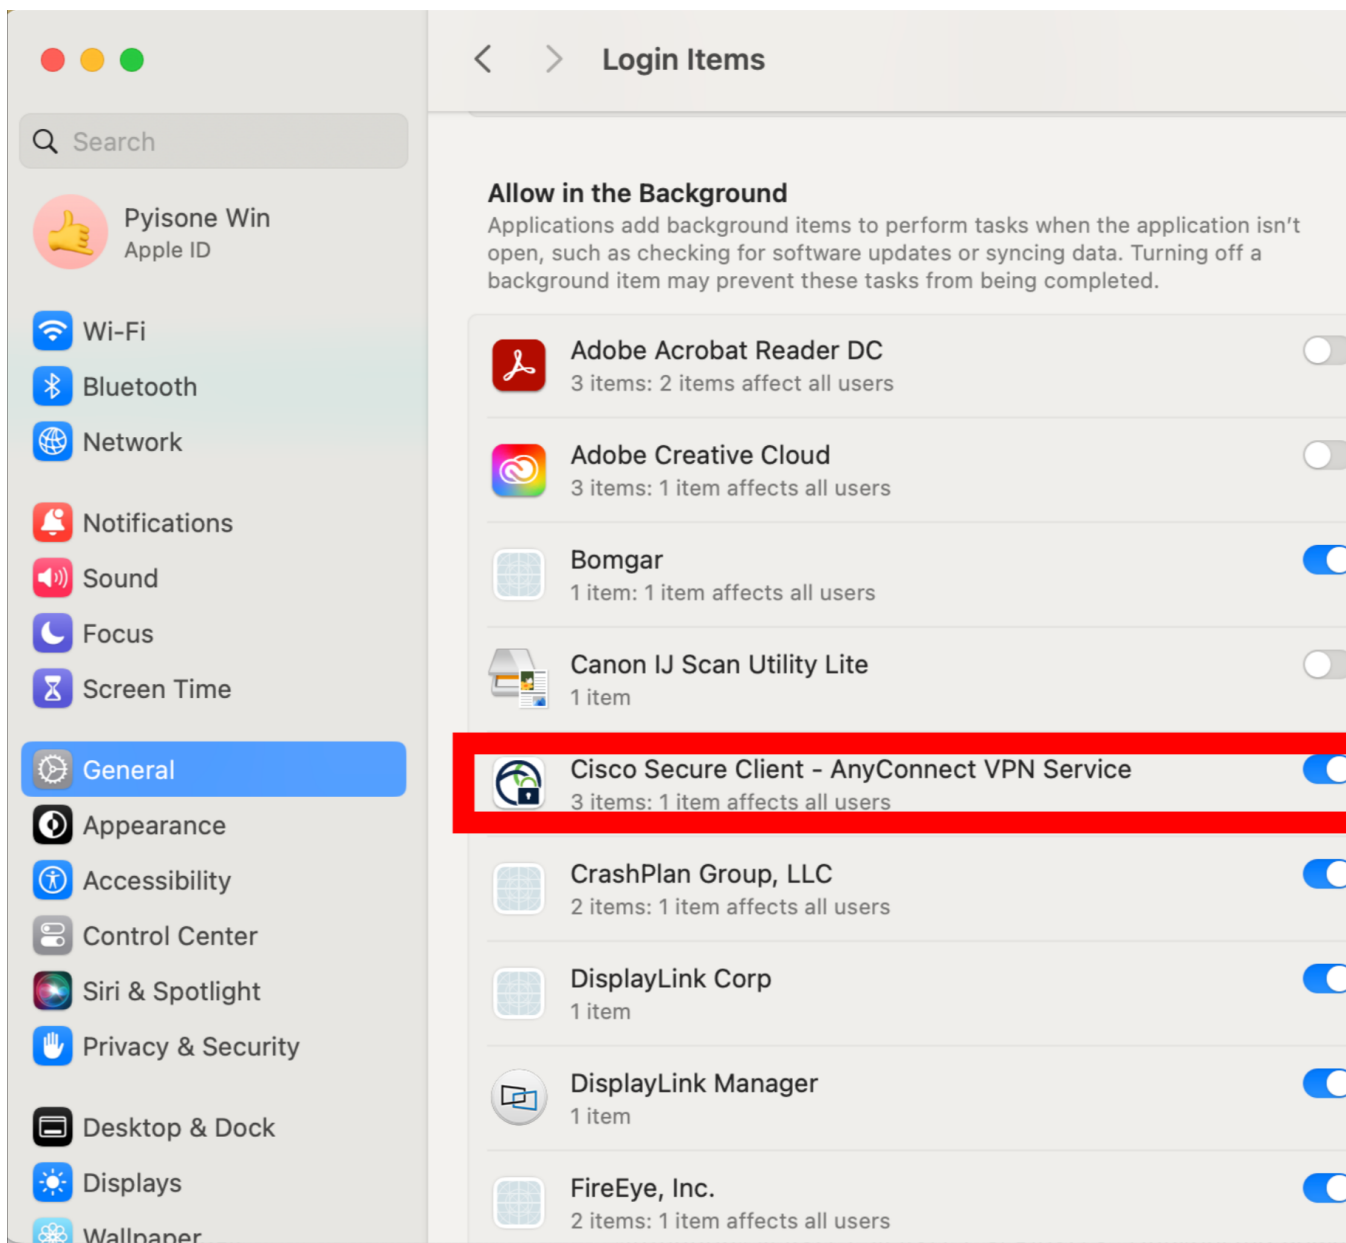 Login Items
Search
Pyisone Win
Apple ID
Wi-Fi
Bluetooth
Network
Notifications
Sound
Focus
Screen Time
General
Appearance
Accessibility
Control Center
Siri & Spotlight
Privacy & Security
Desktop & Dock
Displays
Wallpaper
Allow in the Background
Applications add background items to perform tasks when the application isn't
open, such as checking for software updates or syncing data. Turning off a
background item may prevent these tasks from being completed.
Adobe Acrobat Reader DC
3 items: 2 items affect all users
Adobe Creative Cloud
3 items: 1 item affects all users
Bomgar
1 item: 1 item affects all users
Canon IJ Scan Utility Lite
1 item
Cisco Secure Client - AnyConnect VPN Service
3 items: 1 item affects all users
CrashPlan Group, LLC
2 items: 1 item affects all users
DisplayLink Corp
1 item
DisplayLink Manager
1 item
FireEye, Inc.
2 items: 1 item affects all users